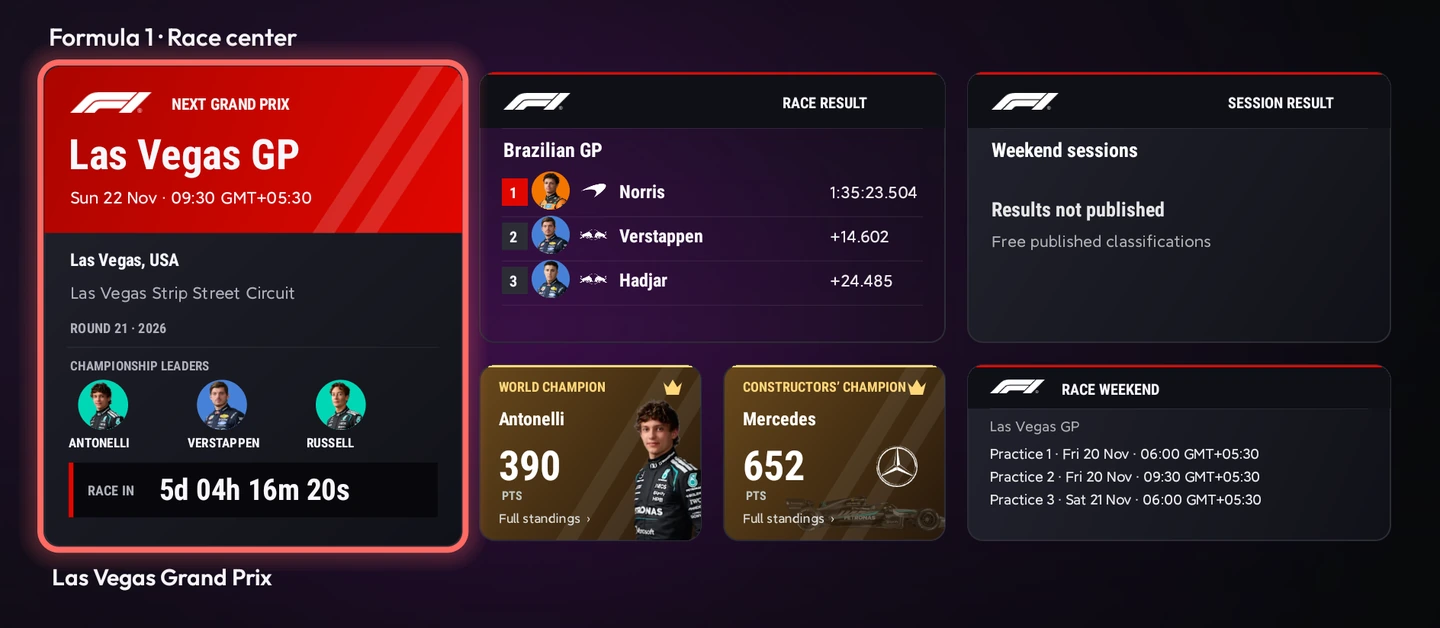 Formula 1 · Race center
F1 NEXT GRAND PRIX
Las Vegas GP
Sun 22 Nov · 09:30 GMT+05:30
Las Vegas, USA
Las Vegas Strip Street Circuit
ROUND 21 · 2026
CHAMPIONSHIP LEADERS
ANTONELLI VERSTAPPEN RUSSELL
RACE IN 5d 04h 16m 20s
Las Vegas Grand Prix
F1 RACE RESULT
Brazilian GP
1 Norris 1:35:23.504
2 Verstappen +14.602
3 Hadjar +24.485
F1 SESSION RESULT
Weekend sessions
Results not published
Free published classifications
WORLD CHAMPION
Antonelli
390
PTS
Full standings ›
CONSTRUCTORS’ CHAMPION
Mercedes
652
PTS
Full standings ›
F1 RACE WEEKEND
Las Vegas GP
Practice 1 · Fri 20 Nov · 06:00 GMT+05:30
Practice 2 · Fri 20 Nov · 09:30 GMT+05:30
Practice 3 · Sat 21 Nov · 06:00 GMT+05:30